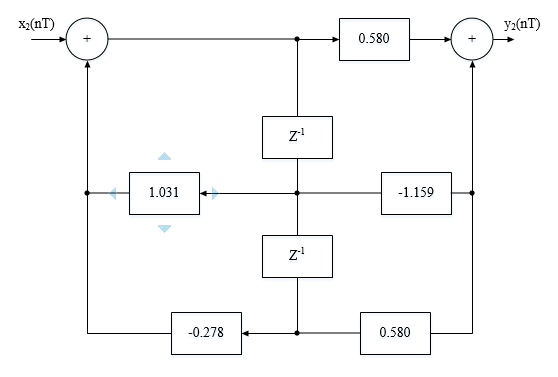 x₂(nT)
y₂(nT)
+
0.580
+
Z⁻¹
1.031
-1.159
Z⁻¹
-0.278
0.580